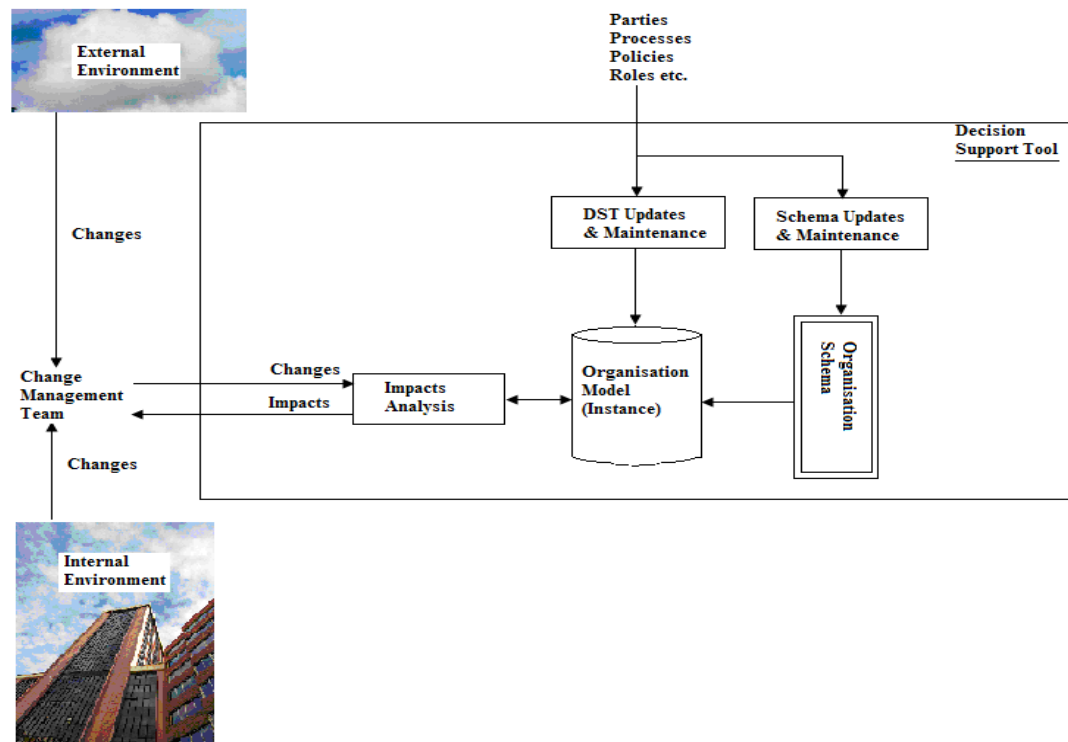 External
Environment
Parties
Processes
Policies
Roles etc.
Decision
Support Tool
DST Updates
& Maintenance
Schema Updates
& Maintenance
Changes
Change
Management
Team
Changes
Impacts
Impacts
Analysis
Organisation
Model
(Instance)
Organisation
Schema
Changes
Internal
Environment